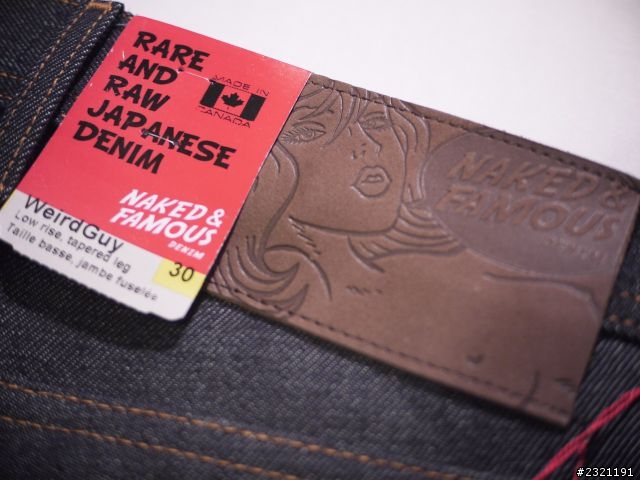 RARE
AND
RAW
JAPANESE
DENIM
MADE IN
CANADA
NAKED &
FAMOUS
DENIM
WeirdGuy
Low rise, tapered leg
Taille basse, jambe fuselée
30
NAKED &
FAMOUS
DENIM
#2321191